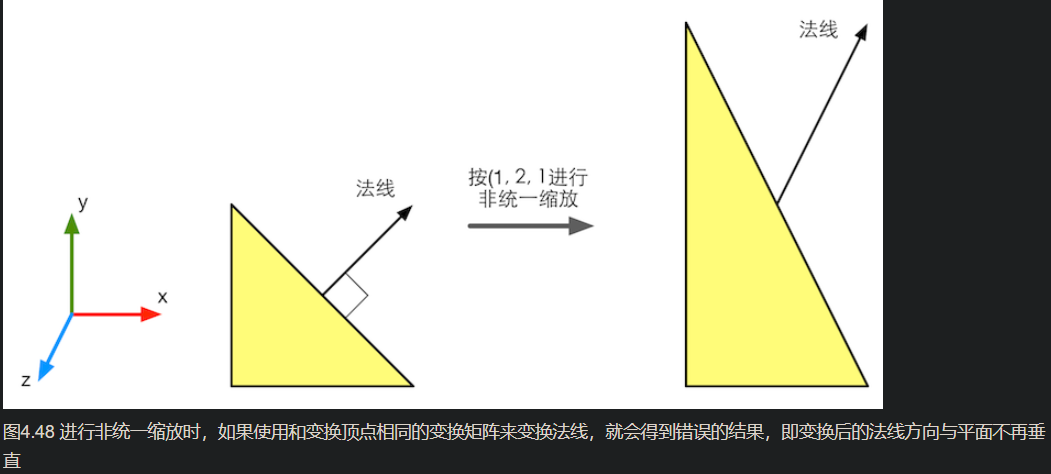 法线
法线
按(1, 2, 1进行
非统一缩放
y
x
z
图4.48 进行非统一缩放时，如果使用和变换顶点相同的变换矩阵来变换法线，就会得到错误的结果，即变换后的法线方向与平面不再垂
直